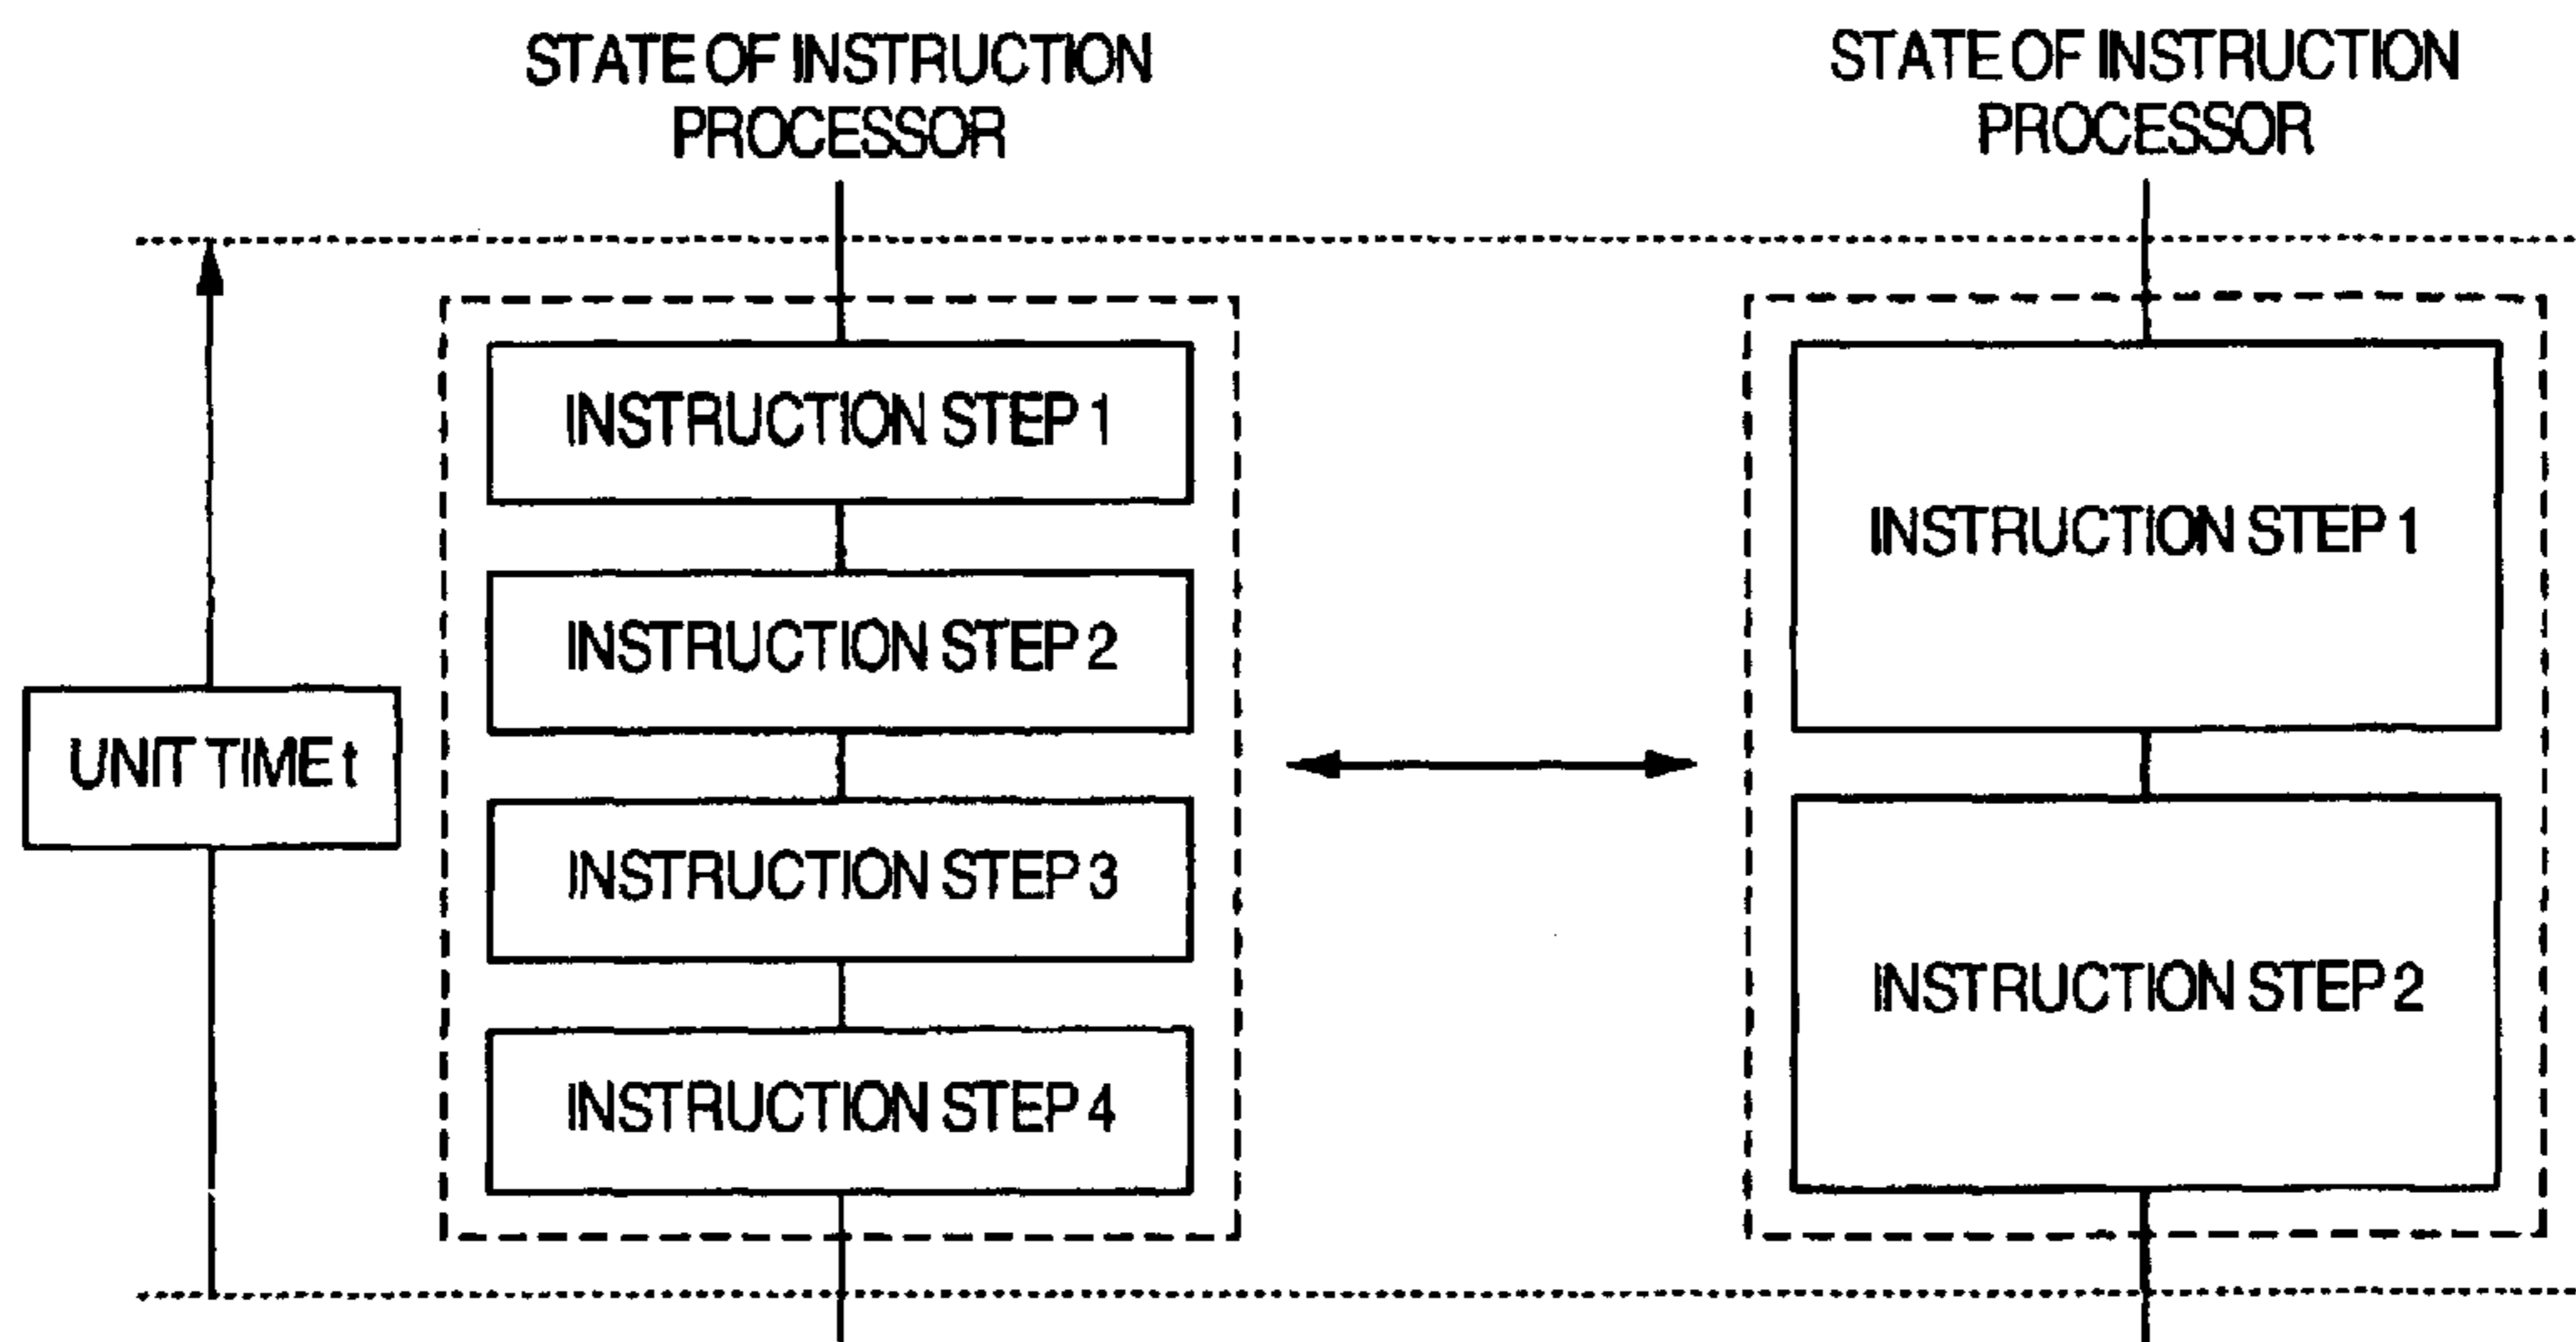 STATE OF INSTRUCTION
PROCESSOR
INSTRUCTION STEP 1
INSTRUCTION STEP 2
INSTRUCTION STEP 3
INSTRUCTION STEP 4
UNIT TIME t
STATE OF INSTRUCTION
PROCESSOR
INSTRUCTION STEP 1
INSTRUCTION STEP 2